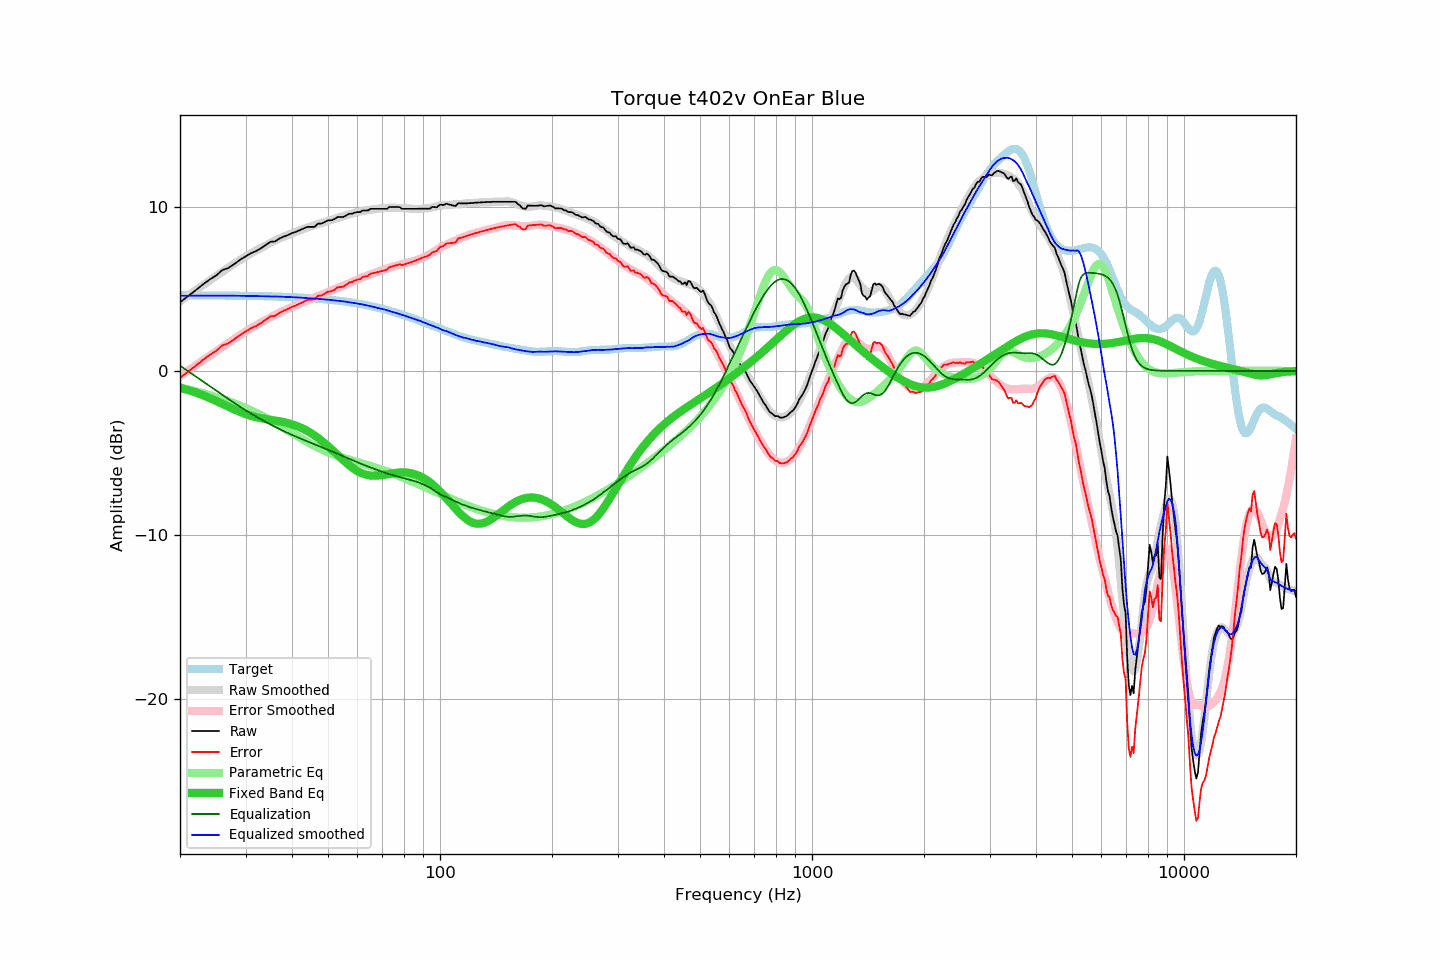 Torque t402v OnEar Blue
Amplitude (dBr)
10
0
−10
−20
Target
Raw Smoothed
Error Smoothed
Raw
Error
Parametric Eq
Fixed Band Eq
Equalization
Equalized smoothed
100
1000
10000
Frequency (Hz)